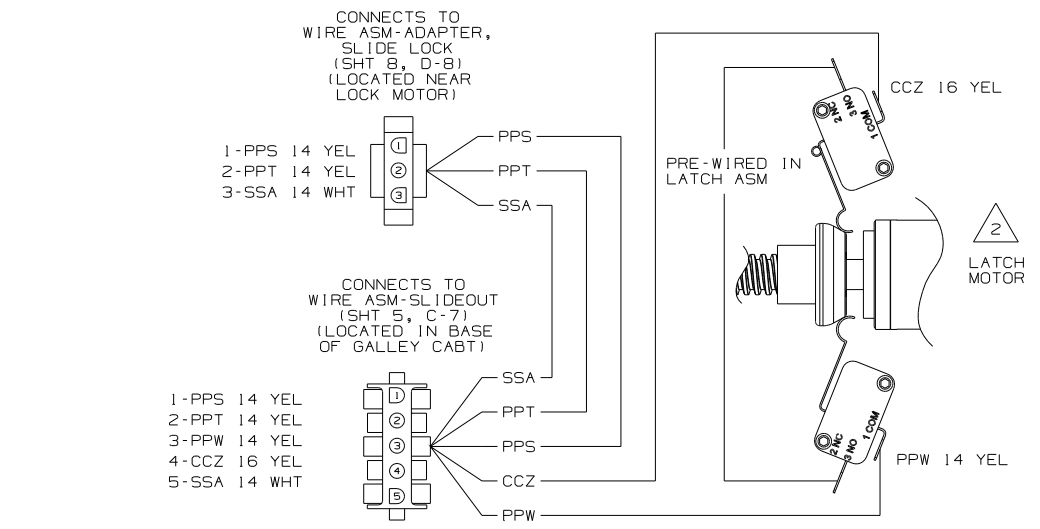 CONNECTS TO
WIRE ASM-ADAPTER,
SLIDE LOCK
(SHT 8, D-8)
(LOCATED NEAR
LOCK MOTOR)
1-PPS 14 YEL
2-PPT 14 YEL
3-SSA 14 WHT
1
2
3
PPS
PPT
SSA
PRE-WIRED IN
LATCH ASM
2 NC
3 NO
1 COM
CCZ 16 YEL
2
LATCH
MOTOR
CONNECTS TO
WIRE ASM-SLIDEOUT
(SHT 5, C-7)
(LOCATED IN BASE
OF GALLEY CABT)
1-PPS 14 YEL
2-PPT 14 YEL
3-PPW 14 YEL
4-CCZ 16 YEL
5-SSA 14 WHT
1
2
3
4
5
SSA
PPT
PPS
CCZ
PPW
2 NC
3 NO
1 COM
PPW 14 YEL